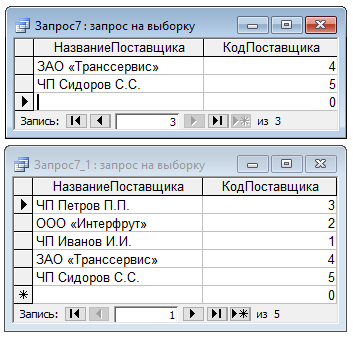 Запрос7 : запрос на выборку
НазваниеПоставщика КодПоставщика
ЗАО «Транссервис» 4
ЧП Сидоров С.С. 5
0
Запись: 3 из 3
Запрос7_1 : запрос на выборку
НазваниеПоставщика КодПоставщика
ЧП Петров П.П. 3
ООО «Интерфрут» 2
ЧП Иванов И.И. 1
ЗАО «Транссервис» 4
ЧП Сидоров С.С. 5
0
Запись: 1 из 5